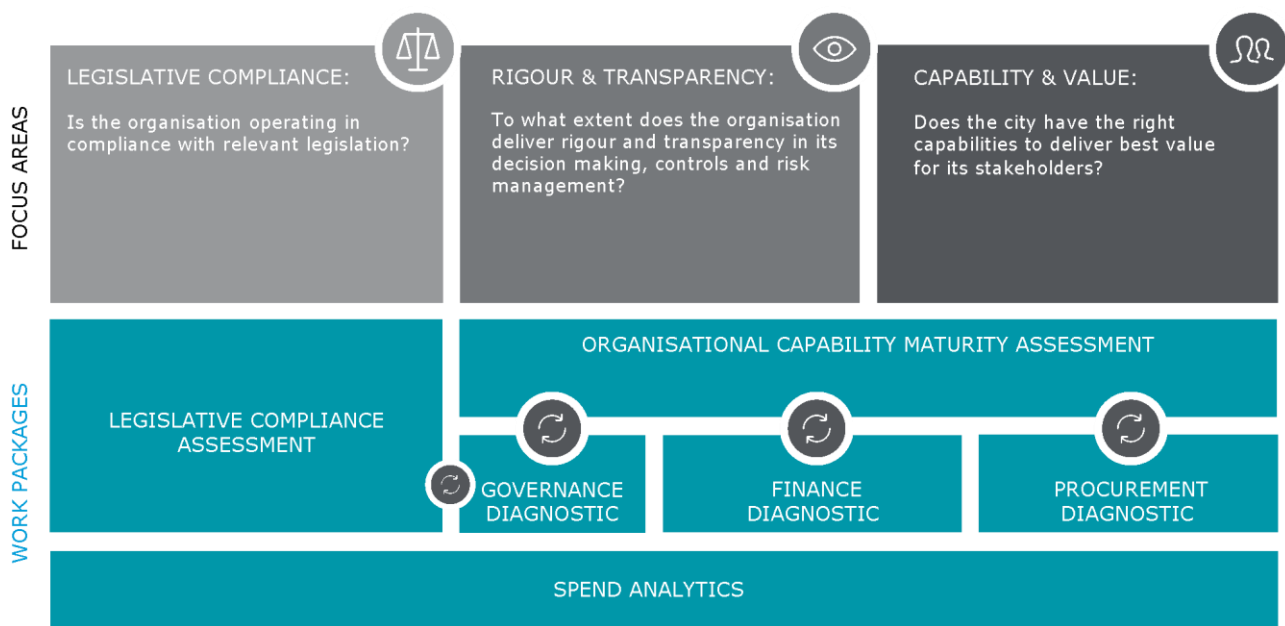 FOCUS AREAS
LEGISLATIVE COMPLIANCE:
Is the organisation operating in
compliance with relevant legislation?
RIGOUR & TRANSPARENCY:
To what extent does the organisation
deliver rigour and transparency in its
decision making, controls and risk
management?
CAPABILITY & VALUE:
Does the city have the right
capabilities to deliver best value
for its stakeholders?
WORK PACKAGES
LEGISLATIVE COMPLIANCE
ASSESSMENT
ORGANISATIONAL CAPABILITY MATURITY ASSESSMENT
GOVERNANCE
DIAGNOSTIC
FINANCE
DIAGNOSTIC
PROCUREMENT
DIAGNOSTIC
SPEND ANALYTICS